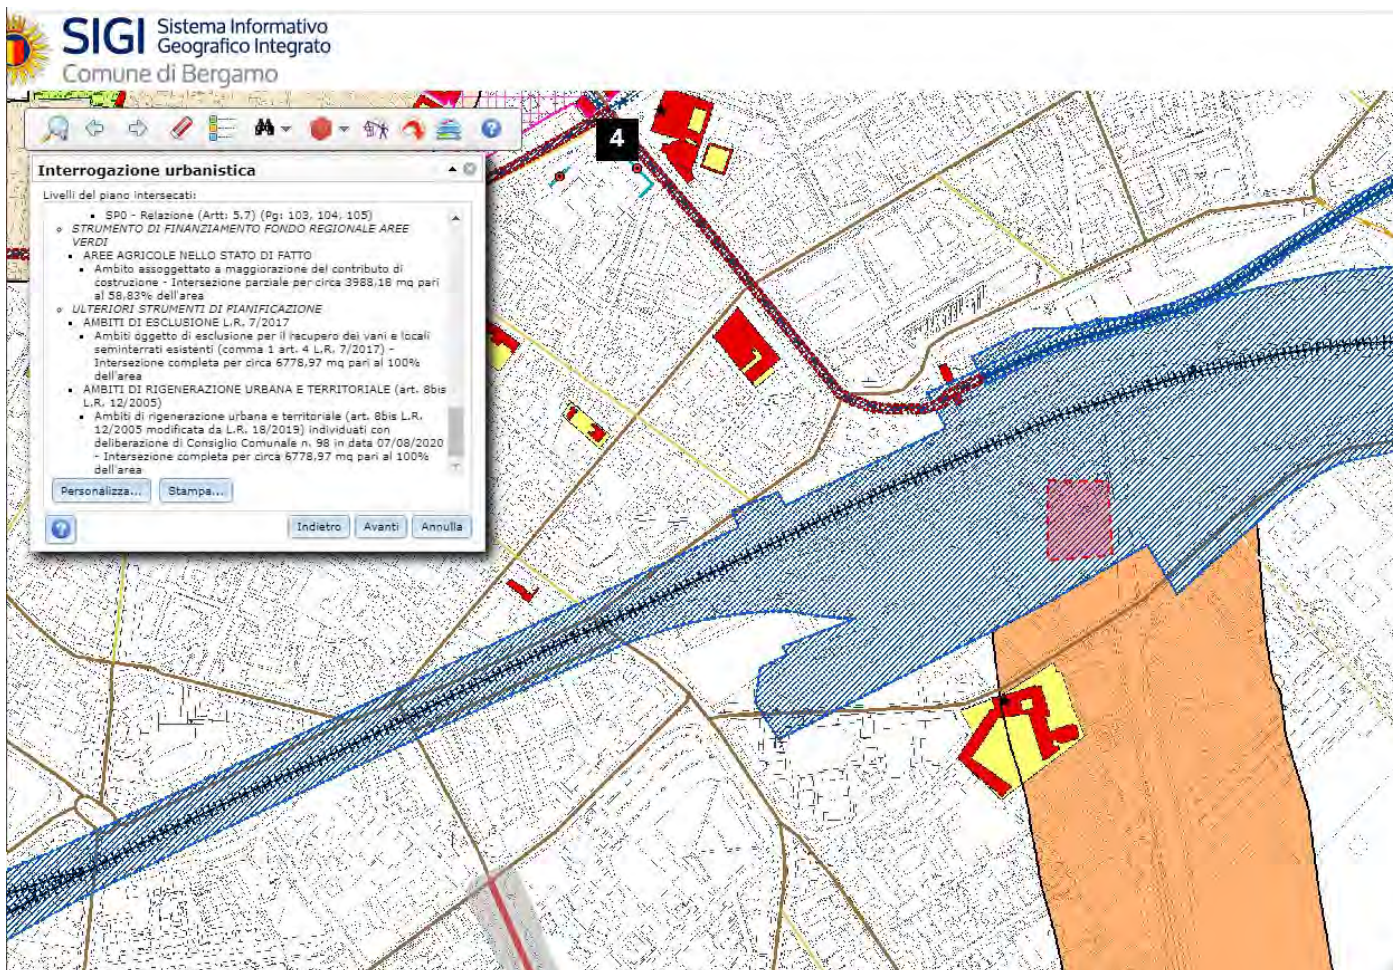 SIGI Sistema Informativo
Geografico Integrato
Comune di Bergamo
4
Interrogazione urbanistica
Livelli del piano intersecati:
SP0 - Relazione (Artt: 5.7) (Pg: 103, 104, 105)
STRUMENTO DI FINANZIAMENTO FONDO REGIONALE AREE
VERDI
AREE AGRICOLE NELLO STATO DI FATTO
Ambito assoggettato a maggiorazione del contributo di
costruzione - Intersezione parziale per circa 3988,18 mq pari
al 58,83% dell'area
ULTERIORI STRUMENTI DI PIANIFICAZIONE
AMBITI DI ESCLUSIONE L.R. 7/2017
Ambiti oggetto di esclusione per il recupero dei vani e locali
seminterrati esistenti (comma 1 art. 4 L.R. 7/2017) -
Intersezione completa per circa 6778,97 mq pari al 100%
dell'area
AMBITI DI RIGENERAZIONE URBANA E TERRITORIALE (art. 8bis
L.R. 12/2005)
Ambiti di rigenerazione urbana e territoriale (art. 8bis L.R.
12/2005 modificata da L.R. 18/2019) individuati con
deliberazione di Consiglio Comunale n. 98 in data 07/08/2020
- Intersezione completa per circa 6778,97 mq pari al 100%
dell'area
Personalizza... Stampa...
Indietro Avanti Annulla